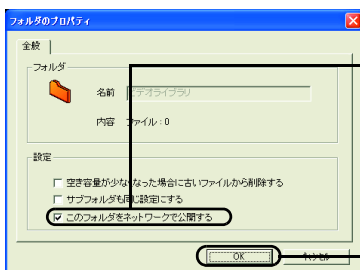 フォルダのプロパティ
全般
フォルダ
名前 ビデオライブラリ
内容 ファイル:0
設定
空き容量が少なくなった場合に古いファイルから削除する
サブフォルダも同じ設定にする
このフォルダをネットワークで公開する
OK キャンセル